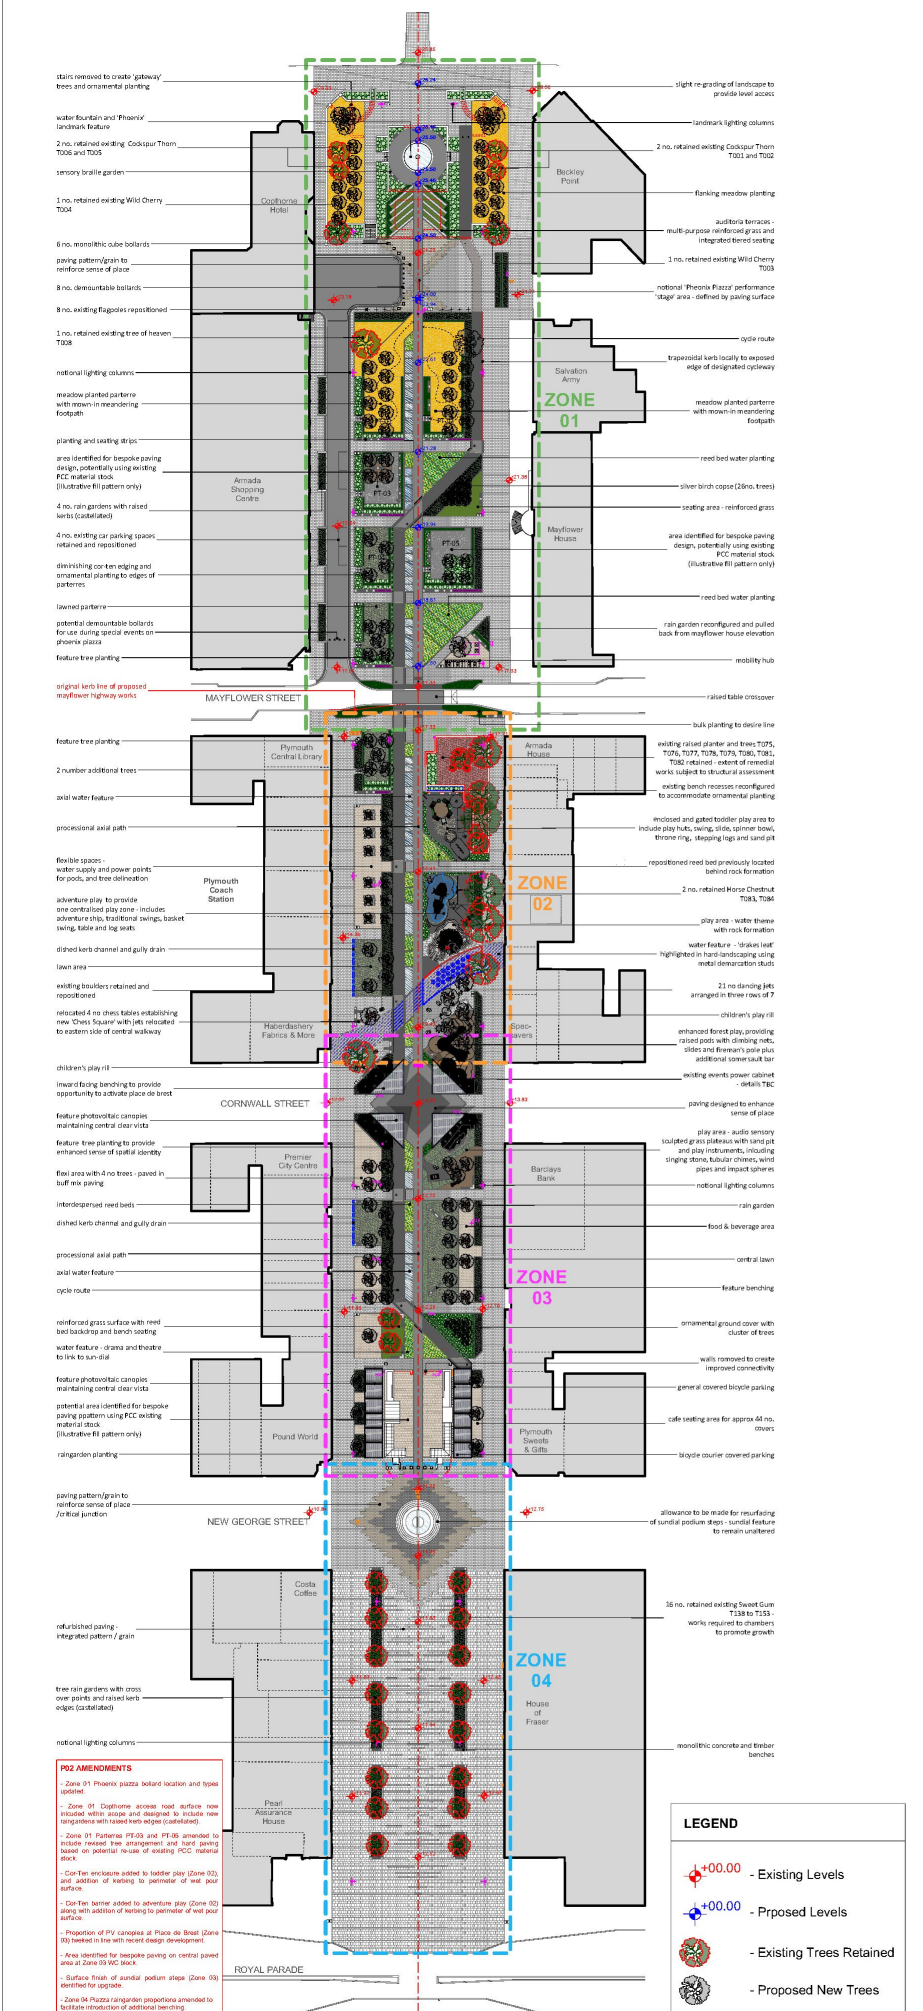 stairs removed to create 'gateway'
trees and ornamental planting
water fountain and 'Phoenix'
landmark feature
2 no. retained existing Cockspur Thorn
T006 and T005
sensory braille garden
1 no. retained existing Wild Cherry
T004
6 no. monolithic cube bollards
paving pattern/grain to
reinforce sense of place
8 no. demountable bollards
8 no. existing flagpoles repositioned
1 no. retained existing tree of heaven
T008
notional lighting columns
meadow planted parterre
with mown-in meandering
footpath
planting and seating strips
area identified for bespoke paving
design, potentially using existing
PCC material stock
(illustrative fill pattern only)
4 no. rain gardens with raised
kerbs (castellated)
4 no. existing car parking spaces
retained and repositioned
diminishing cor-ten edging and
ornamental planting to edges of
parterres
lawned parterre
potential demountable bollards
for use during special events on
phoenix piazza
feature tree planting
original kerb line of proposed
mayflower highway works
slight re-grading of landscape to
provide level access
landmark lighting columns
2 no. retained existing Cockspur Thorn
T001 and T002
flanking meadow planting
auditoria terraces -
multi-purpose reinforced grass and
integrated tiered seating
1 no. retained existing Wild Cherry
T003
notional 'Pheonix Piazza' performance
'stage' area - defined by paving surface
cycle route
trapezoidal kerb locally to exposed
edge of designated cycleway
meadow planted parterre
with mown-in meandering
footpath
reed bed water planting
silver birch copse (26no. trees)
seating area - reinforced grass
area identified for bespoke paving
design, potentially using existing
PCC material stock
(illustrative fill pattern only)
reed bed water planting
rain garden reconfigured and pulled
back from mayflower house elevation
mobility hub
raised table crossover
bulk planting to desire line
Copthorne
Hotel
Beckley
Point
Salvation
Army
ZONE
01
Armada
Shopping
Centre
Mayflower
House
PT-03
PT-05
MAYFLOWER STREET
feature tree planting
2 number additional trees
axial water feature
processional axial path
flexible spaces -
water supply and power points
for pods, and tree delineation
adventure play to provide
one centralised play zone - includes
adventure ship, traditional swings, basket
swing, table and log seats
dished kerb channel and gully drain
lawn area
existing boulders retained and
repositioned
relocated 4 no chess tables establishing
new 'Chess Square' with jets relocated
to eastern side of central walkway
children's play rill
inward facing benching to provide
opportunity to activate place de brest
feature photovoltaic canopies
maintaining central clear vista
feature tree planting to provide
enhanced sense of spatial identity
flexi area with 4 no trees - paved in
buff mix paving
interdespersed reed beds
dished kerb channel and gully drain
processional axial path
axial water feature
cycle route
reinforced grass surface with reed
bed backdrop and bench seating
water feature - drama and theatre
to link to sun-dial
feature photovoltaic canopies
maintaining central clear vista
potential area identified for bespoke
paving ppattern using PCC existing
material stock
(illustrative fill pattern only)
raingarden planting
existing raised planter and trees T075,
T076, T077, T078, T079, T080, T081,
T082 retained - extent of remedial
works subject to structural assessment
existing bench recesses reconfigured
to accommodate ornamental planting
enclosed and gated toddler play area to
include play huts, swing, slide, spinner bowl,
throne ring, stepping logs and sand pit
repositioned reed bed previously located
behind rock formation
2 no. retained Horse Chestnut
T083, T084
play area - water theme
with rock formation
water feature - 'drakes leat'
highlighted in hard-landscaping using
metal demarcation studs
21 no dancing jets
arranged in three rows of 7
children's play rill
enhanced forest play, providing
raised pods with climbing nets,
slides and fireman's pole plus
additional somersault bar
existing events power cabinet
- details TBC
paving designed to enhance
sense of place
play area - audio sensory
sculpted grass plateaus with sand pit
and play instruments, inlcuding
singing stone, tubular chimes, wind
pipes and impact spheres
notional lighting columns
rain garden
food & beverage area
central lawn
feature benching
ornamental ground cover with
cluster of trees
walls romoved to create
improved connectivity
general covered bicycle parking
cafe seating area for approx 44 no.
covers
bicycle courier covered parking
Plymouth
Central Library
Armada
House
ZONE
02
Plymouth
Coach
Station
Haberdashery
Fabrics & More
Spec-
savers
CORNWALL STREET
13.83
Premier
City Centre
Barclays
Bank
ZONE
03
Pound World
Plymouth
Sweets
& Gifts
paving pattern/grain to
reinforce sense of place
/critical junction
NEW GEORGE STREET
12.75
allowance to be made for resurfacing
of sundial podium steps - sundial feature
to remain unaltered
Costa
Coffee
refurbished paving -
integrated pattern / grain
tree rain gardens with cross
over points and raised kerb
edges (castellated)
notional lighting columns
16 no. retained existing Sweet Gum
T138 to T153 -
works required to chambers
to promote growth
ZONE
04
House
of
Fraser
monolithic concrete and timber
benches
Pearl
Assurance
House
ROYAL PARADE
P02 AMENDMENTS
- Zone 01 Phoenix piazza bollard location and types
updated.
- Zone 01 Copthorne access road surface now
inlcuded within scope and designed to include new
raingardens with raised kerb edges (castellated).
- Zone 01 Parterres PT-03 and PT-05 amended to
include revised tree arrangement and hard paving
based on potential re-use of existing PCC material
stock.
- Cor-Ten enclosure added to toddler play (Zone 02),
and addition of kerbing to perimeter of wet pour
surface.
- Cor-Ten barrier added to adventure play (Zone 02)
along with addition of kerbing to perimeter of wet pour
surface.
- Proportion of PV canopies at Place de Brest (Zone
03) tweked in line with recent design development.
- Area identified for bespoke paving on central paved
area at Zone 03 WC block.
- Surface finish of sundial podium steps (Zone 03)
identified for upgrade.
- Zone 04 Piazza raingarden proportions amended to
facilitate introduction of additional benching.
LEGEND
+00.00 - Existing Levels
+00.00 - Prposed Levels
- Existing Trees Retained
- Proposed New Trees